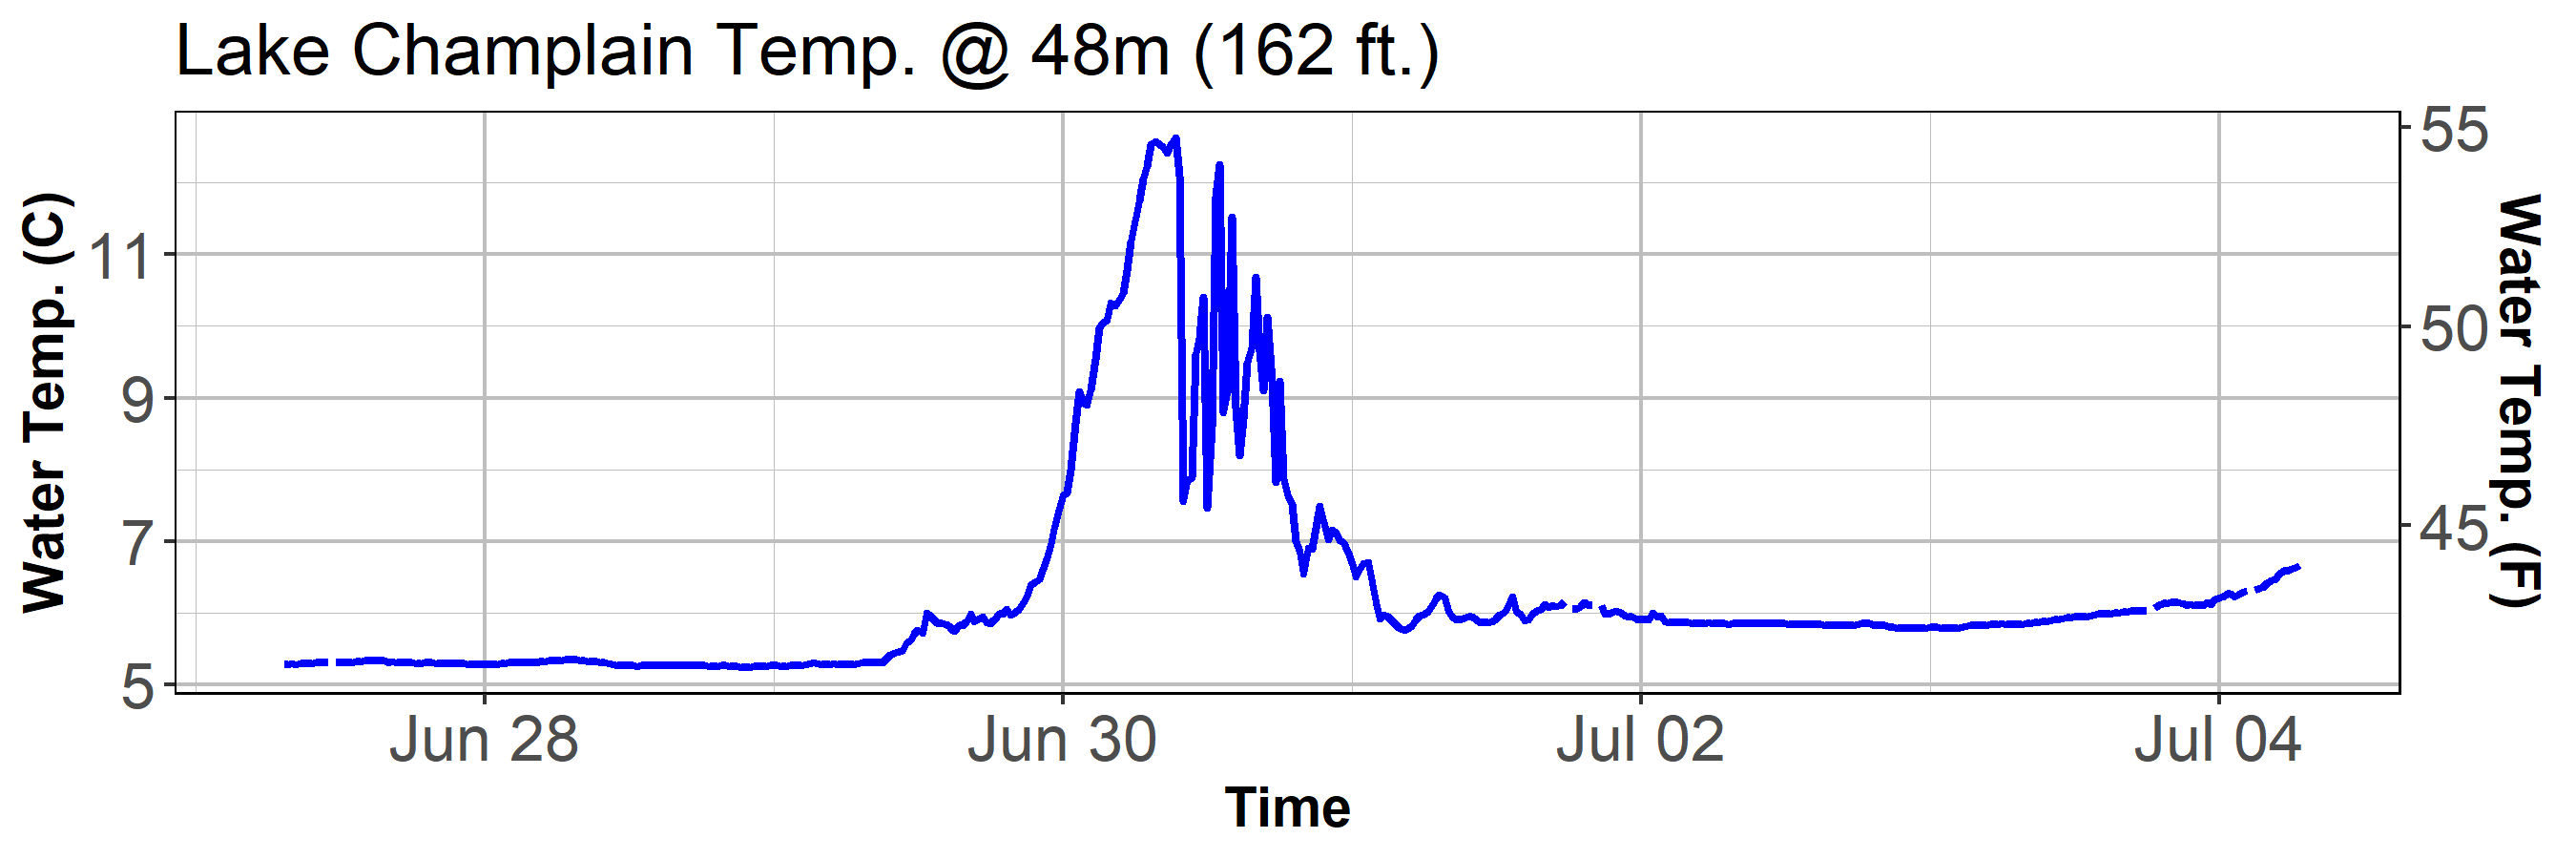 Lake Champlain Temp. @ 48m (162 ft.)
Water Temp. (C)
11
9
7
5
55
50
45
Water Temp. (F)
Jun 28
Jun 30
Jul 02
Jul 04
Time